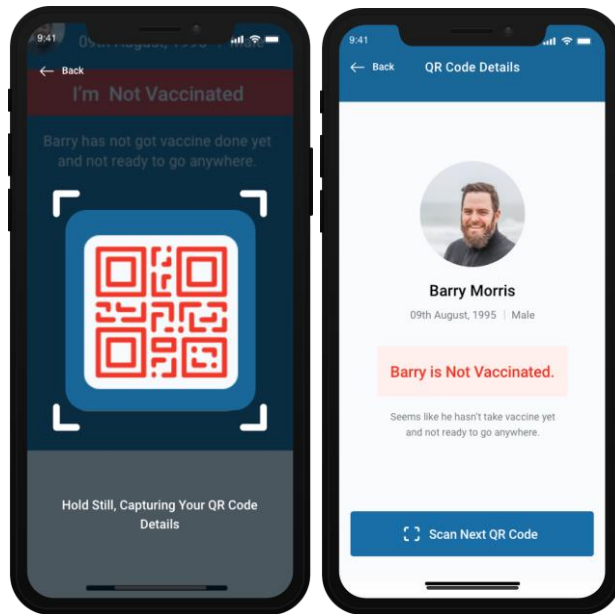 9:41
09th August, 1995 | Male
Back
I'm Not Vaccinated
Barry has not got vaccine done yet
and not ready to go anywhere.
Hold Still, Capturing Your QR Code
Details
9:41
Back
QR Code Details
Barry Morris
09th August, 1995 | Male
Barry is Not Vaccinated.
Seems like he hasn't take vaccine yet
and not ready to go anywhere.
Scan Next QR Code